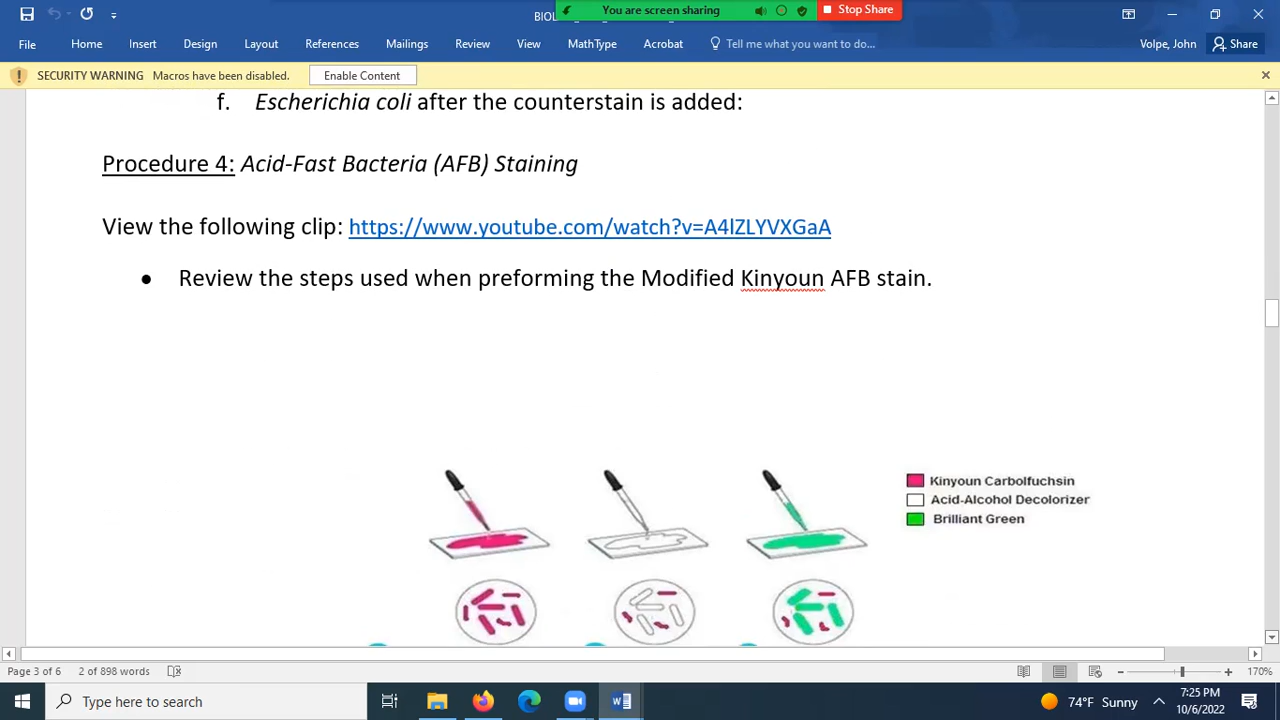 BIOL
You are screen sharing
Stop Share
File
Home
Insert
Design
Layout
References
Mailings
Review
View
MathType
Acrobat
Tell me what you want to do...
Volpe, John
Share
SECURITY WARNING Macros have been disabled.
Enable Content
f. Escherichia coli after the counterstain is added:
Procedure 4: Acid-Fast Bacteria (AFB) Staining
View the following clip: https://www.youtube.com/watch?v=A4lZLYVXGaA
• Review the steps used when preforming the Modified Kinyoun AFB stain.
Kinyoun Carbolfuchsin
Acid-Alcohol Decolorizer
Brilliant Green
Page 3 of 6
2 of 898 words
170%
Type here to search
74°F Sunny
7:25 PM
10/6/2022